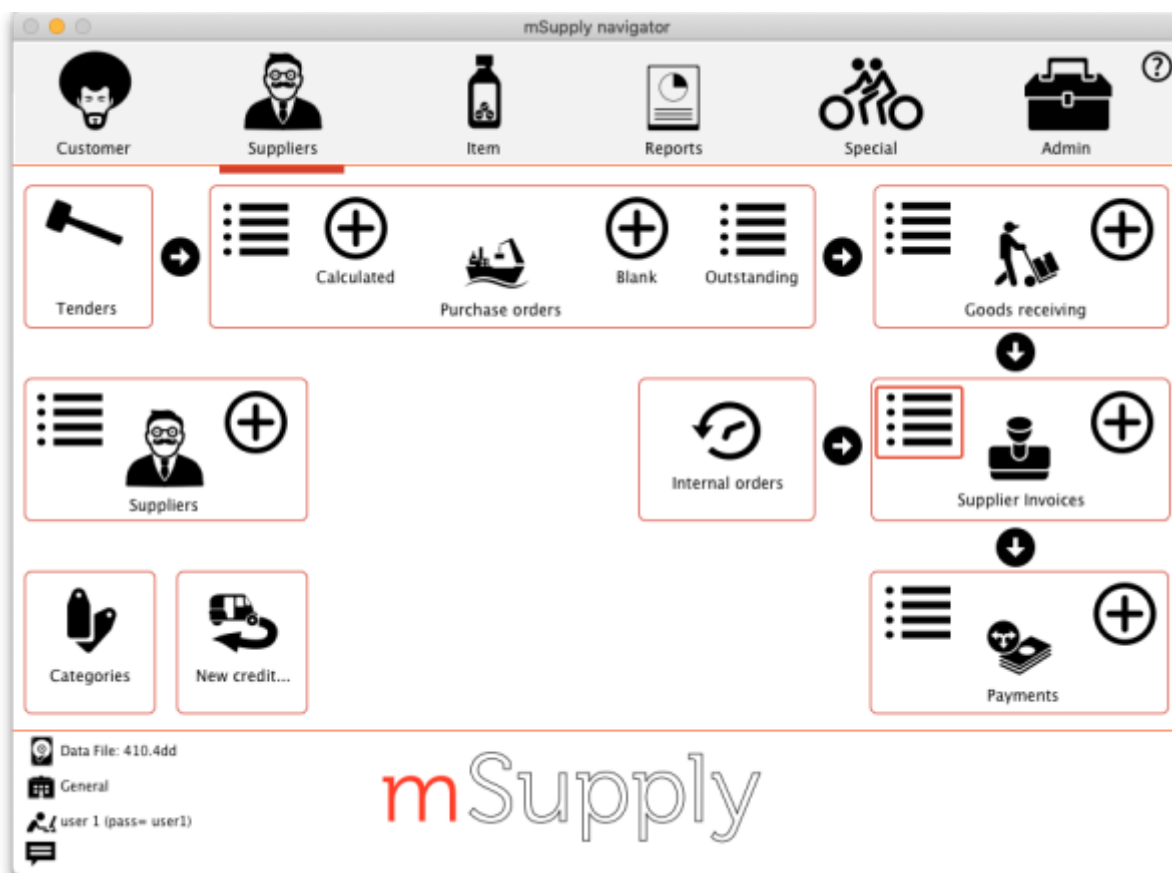 mSupply navigator
Customer
Suppliers
Item
Reports
Special
Admin
?
Tenders
Calculated
Blank
Outstanding
Purchase orders
Goods receiving
Suppliers
Internal orders
Supplier Invoices
Categories
New credit...
Payments
Data File: 410.4dd
General
user 1 (pass= user1)
mSupply